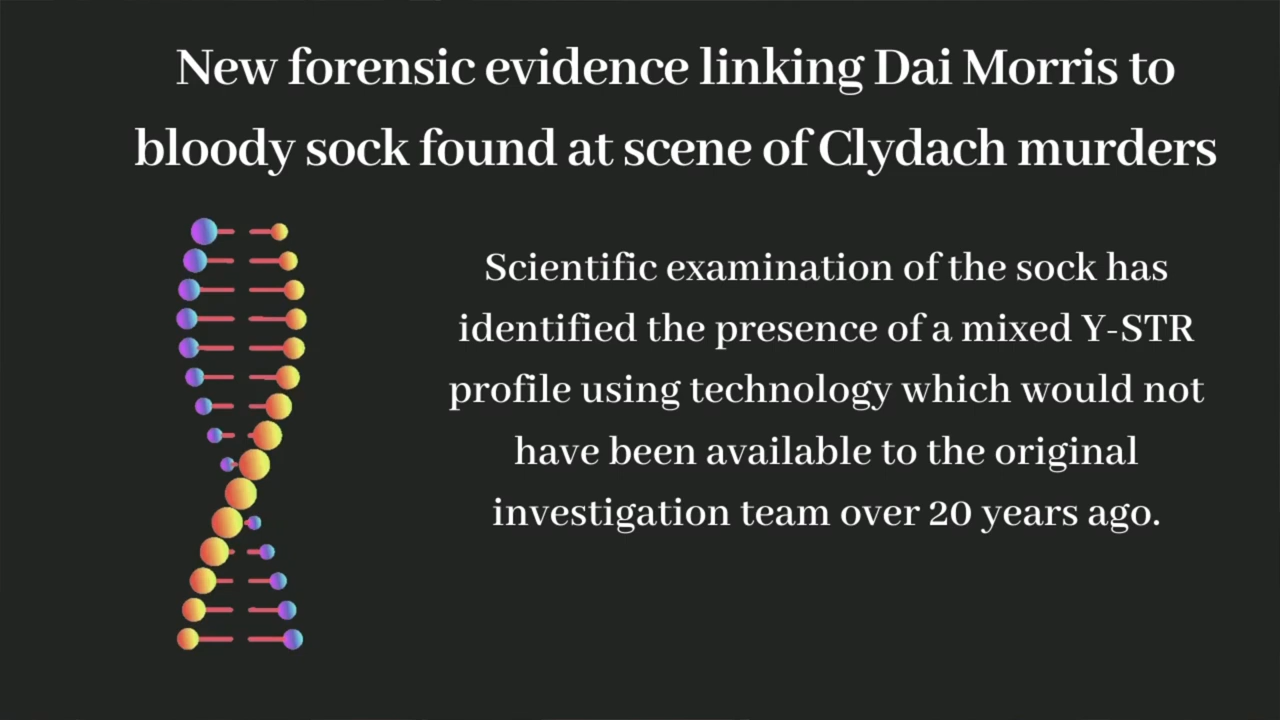 New forensic evidence linking Dai Morris to
bloody sock found at scene of Clydach murders
Scientific examination of the sock has
identified the presence of a mixed Y-STR
profile using technology which would not
have been available to the original
investigation team over 20 years ago.